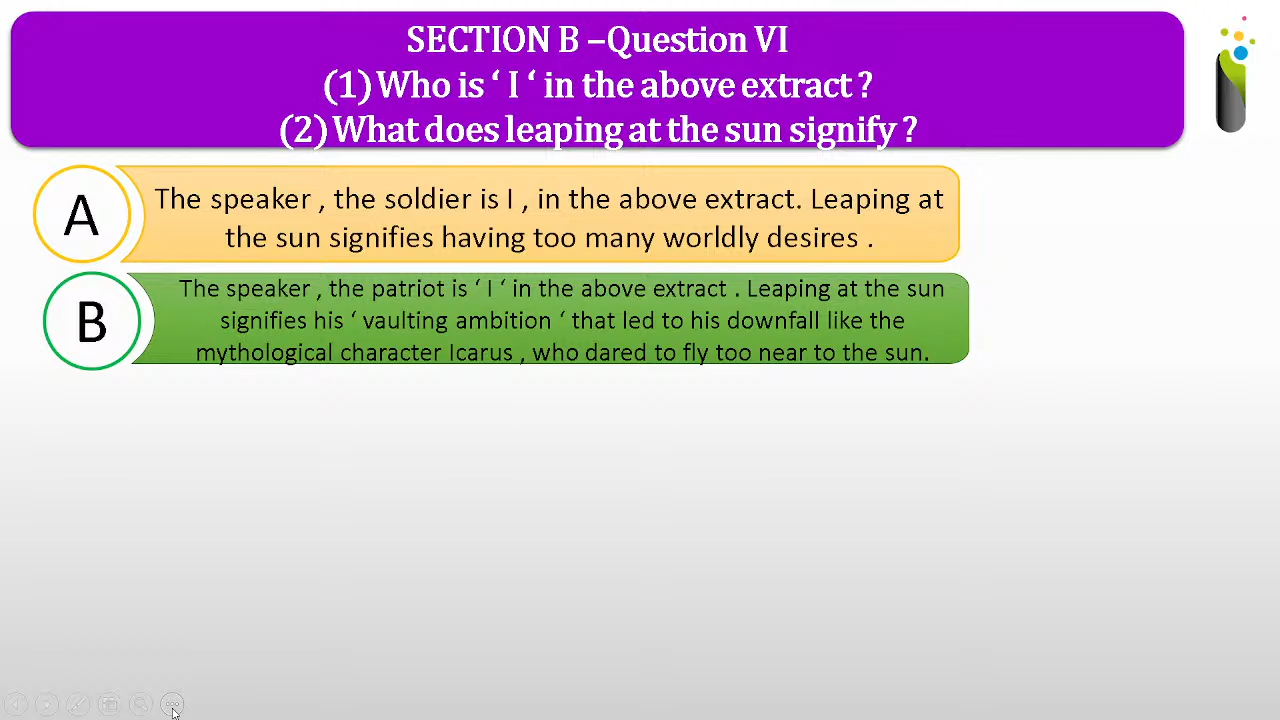 SECTION B –Question VI
(1) Who is ‘ I ‘ in the above extract ?
(2) What does leaping at the sun signify ?
A
The speaker , the soldier is I , in the above extract. Leaping at
the sun signifies having too many worldly desires .
B
The speaker , the patriot is ‘ I ‘ in the above extract . Leaping at the sun
signifies his ‘ vaulting ambition ‘ that led to his downfall like the
mythological character Icarus , who dared to fly too near to the sun.